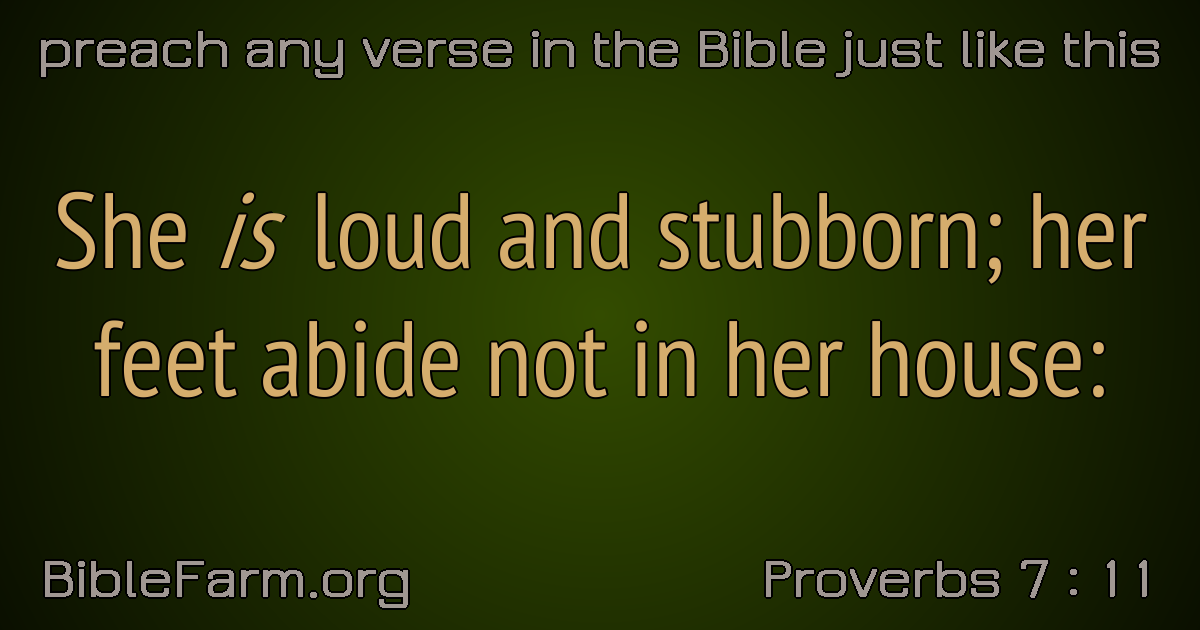 preach any verse in the Bible just like this
She is loud and stubborn; her
feet abide not in her house:
BibleFarm.org
Proverbs 7 : 11